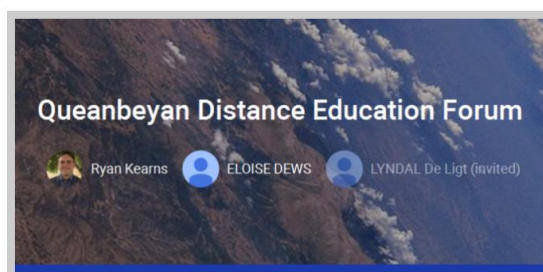 Queanbeyan Distance Education Forum
Ryan Kearns ELOISE DEWS LYNDAL De Ligt (invited)